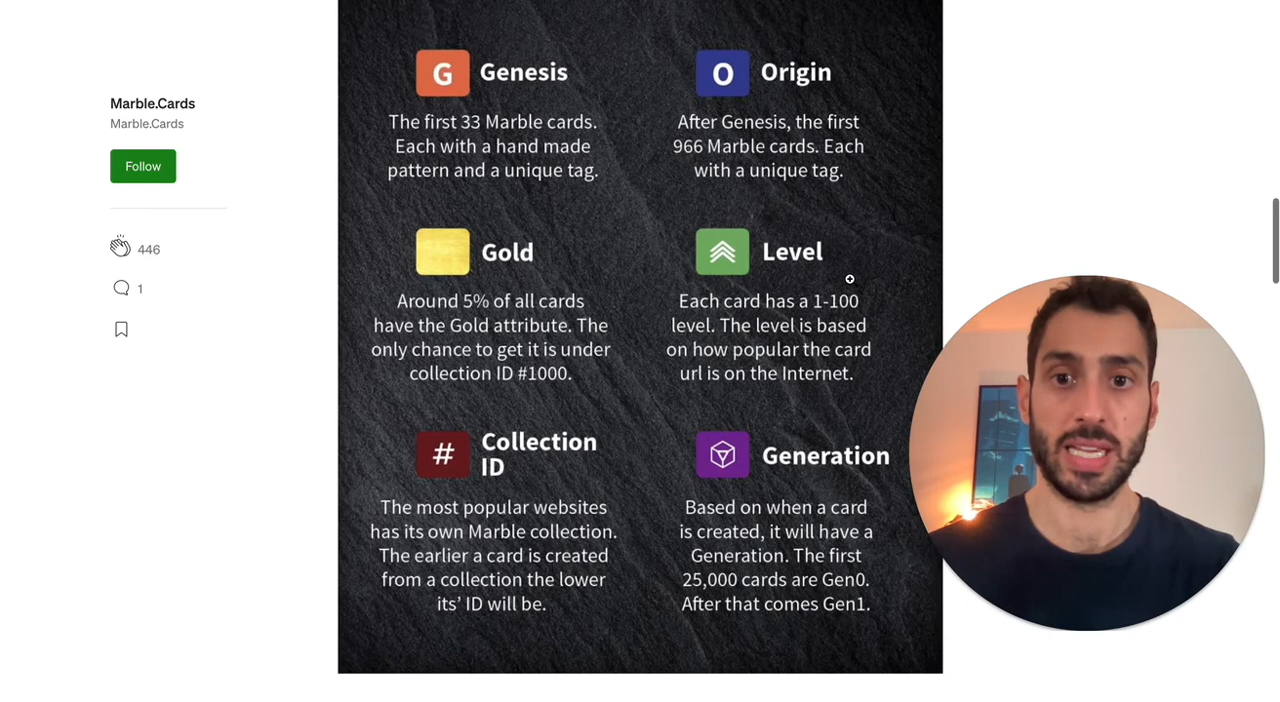 Marble.Cards
Marble.Cards
Follow
446
1
G Genesis
The first 33 Marble cards.
Each with a hand made
pattern and a unique tag.
O Origin
After Genesis, the first
966 Marble cards. Each
with a unique tag.
Gold
Around 5% of all cards
have the Gold attribute. The
only chance to get it is under
collection ID #1000.
Level
Each card has a 1-100
level. The level is based
on how popular the card
url is on the Internet.
# Collection
ID
The most popular websites
has its own Marble collection.
The earlier a card is created
from a collection the lower
its’ ID will be.
Generation
Based on when a card
is created, it will have a
Generation. The first
25,000 cards are Gen0.
After that comes Gen1.